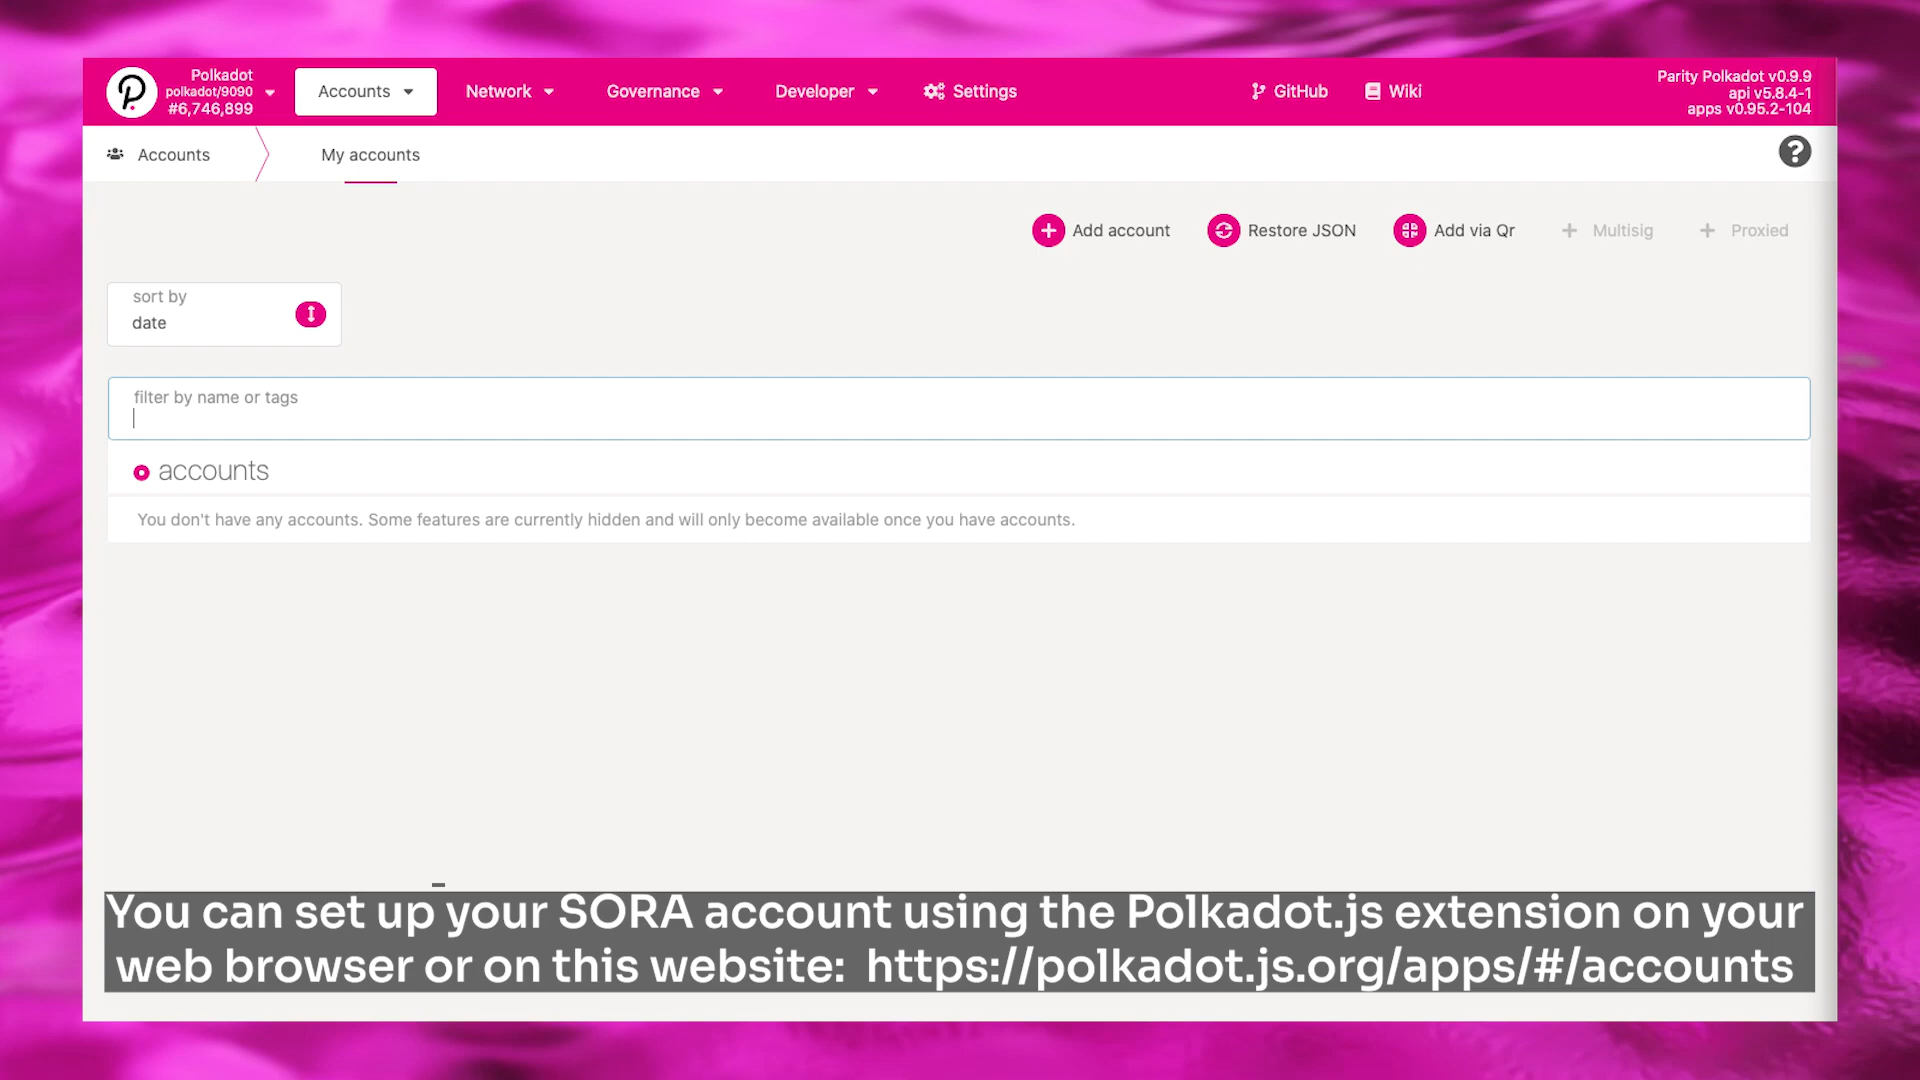 Polkadot
polkadot/9090
#6,746,899
Accounts
Network
Governance
Developer
Settings
GitHub
Wiki
Parity Polkadot v0.9.9
api v5.8.4-1
apps v0.95.2-104
Accounts
My accounts
Add account
Restore JSON
Add via Qr
Multisig
Proxied
sort by
date
filter by name or tags
accounts
You don't have any accounts. Some features are currently hidden and will only become available once you have accounts.
You can set up your SORA account using the Polkadot.js extension on your
web browser or on this website: https://polkadot.js.org/apps/#/accounts